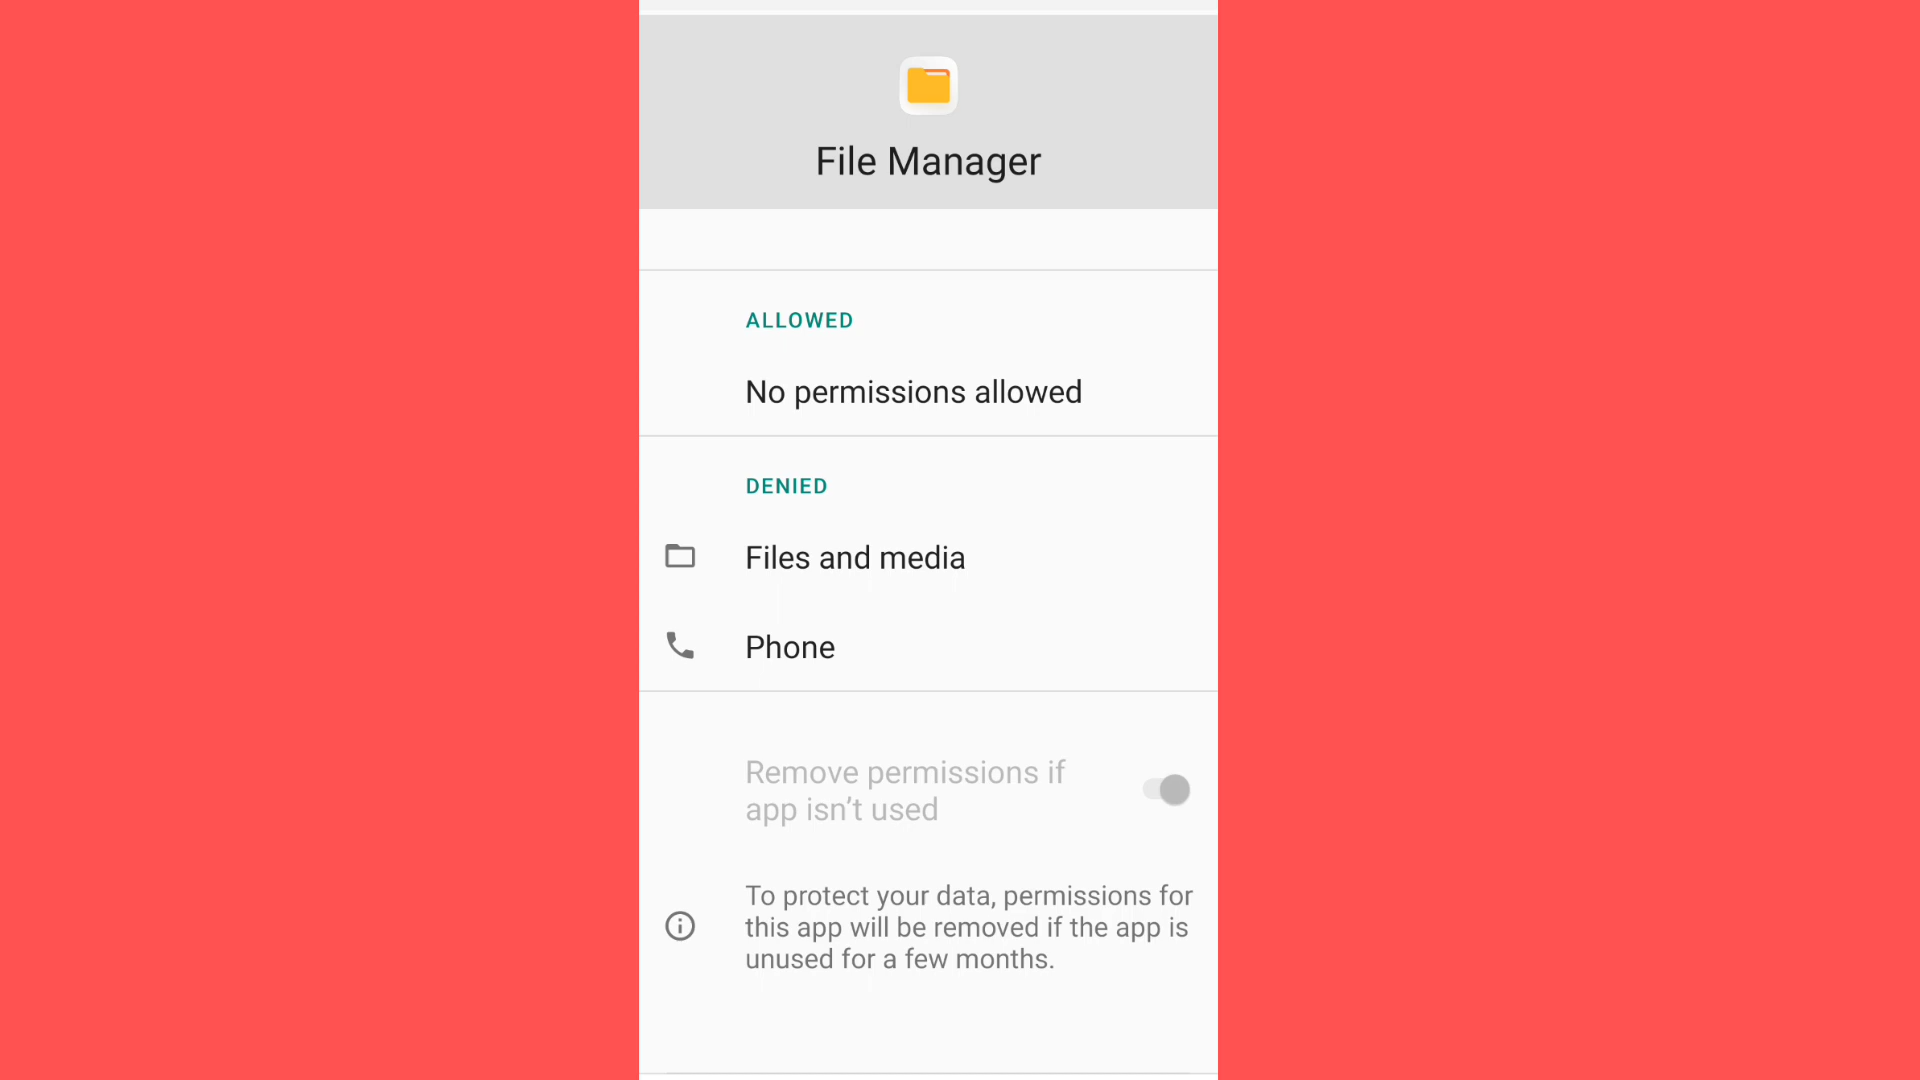 File Manager
ALLOWED
No permissions allowed
DENIED
Files and media
Phone
Remove permissions if
app isn’t used
To protect your data, permissions for
this app will be removed if the app is
unused for a few months.